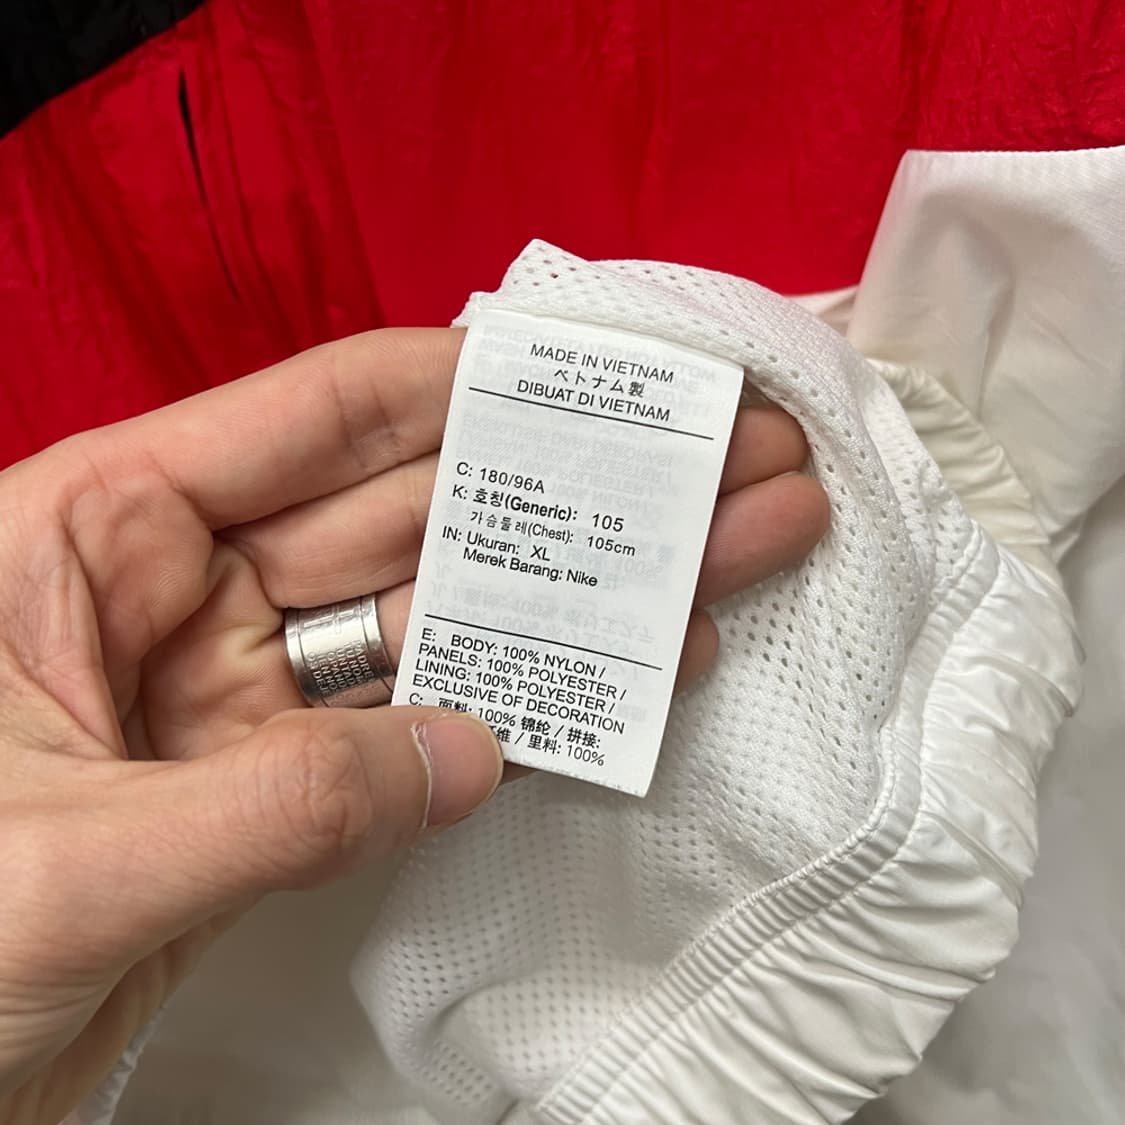 MADE IN VIETNAM
ベトナム製
DIBUAT DI VIETNAM
C: 180/96A
K: 호칭(Generic): 105
가슴둘레(Chest): 105cm
IN: Ukuran: XL
Merek Barang: Nike
E: BODY: 100% NYLON /
PANELS: 100% POLYESTER /
LINING: 100% POLYESTER /
EXCLUSIVE OF DECORATION
C: 面料: 100% 锦纶 / 拼接:
纤维 / 里料: 100%